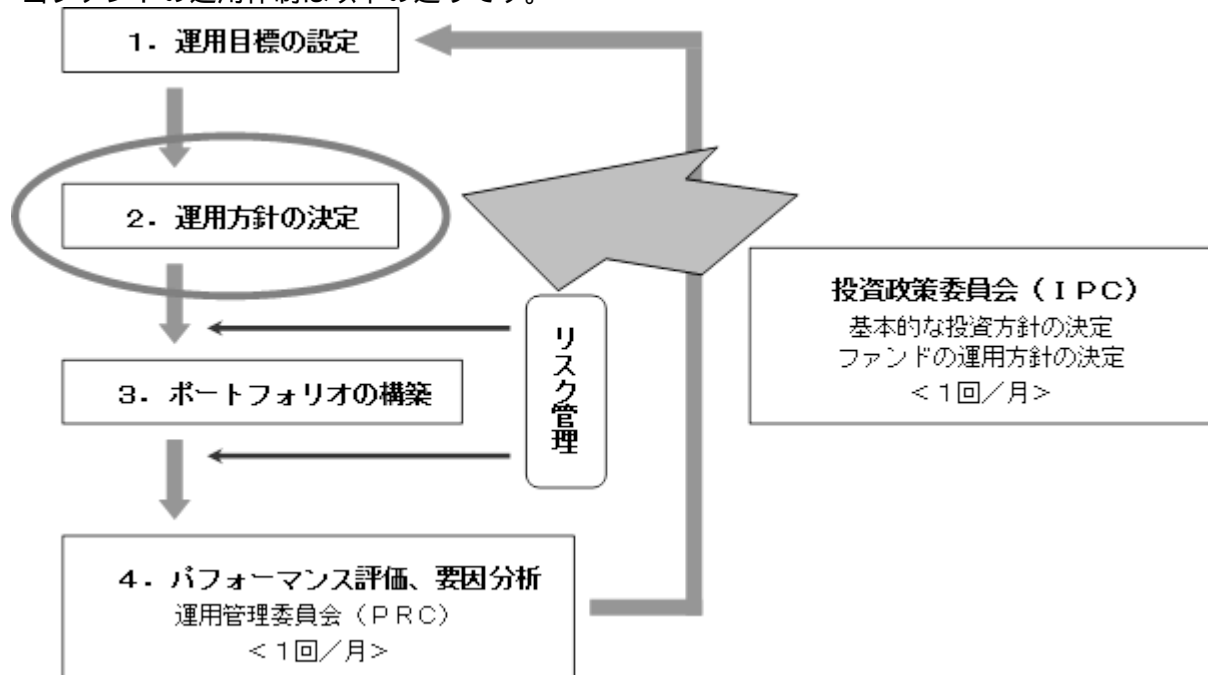 当ファンドの運用体制は以下の通りです。
１．運用目標の設定
２．運用方針の決定
３．ポートフォリオの構築
４．パフォーマンス評価、要因分析
運用管理委員会（ＰＲＣ）
＜１回／月＞
リスク管理
投資政策委員会（ＩＰＣ）
基本的な投資方針の決定
ファンドの運用方針の決定
＜１回／月＞